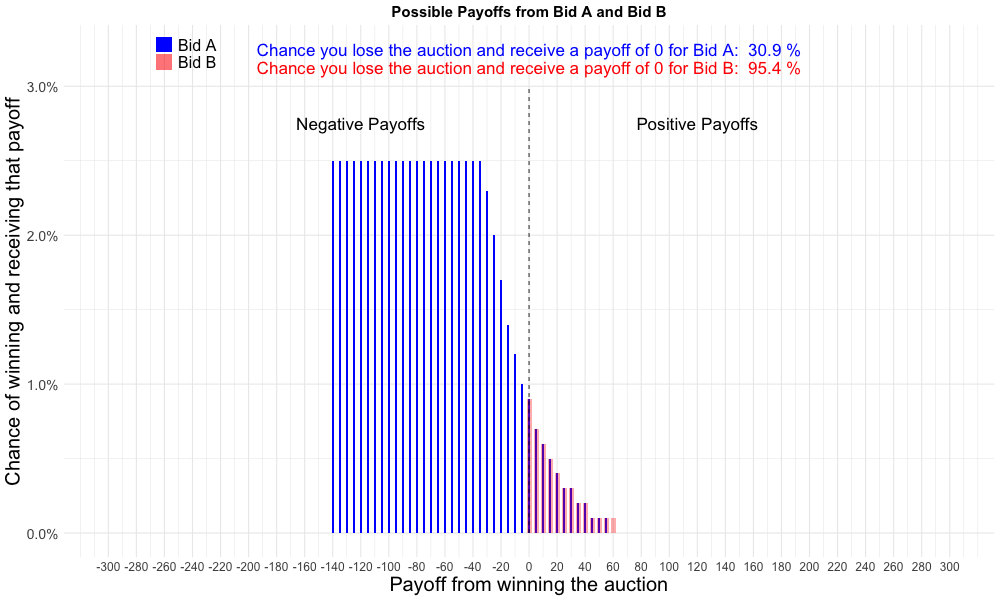 Possible Payoffs from Bid A and Bid B
Bid A
Bid B
Chance you lose the auction and receive a payoff of 0 for Bid A:  30.9 %
Chance you lose the auction and receive a payoff of 0 for Bid B:  95.4 %
Negative Payoffs
Positive Payoffs
Chance of winning and receiving that payoff
3.0%
2.0%
1.0%
0.0%
-300 -280 -260 -240 -220 -200 -180 -160 -140 -120 -100 -80 -60 -40 -20 0 20 40 60 80 100 120 140 160 180 200 220 240 260 280 300
Payoff from winning the auction